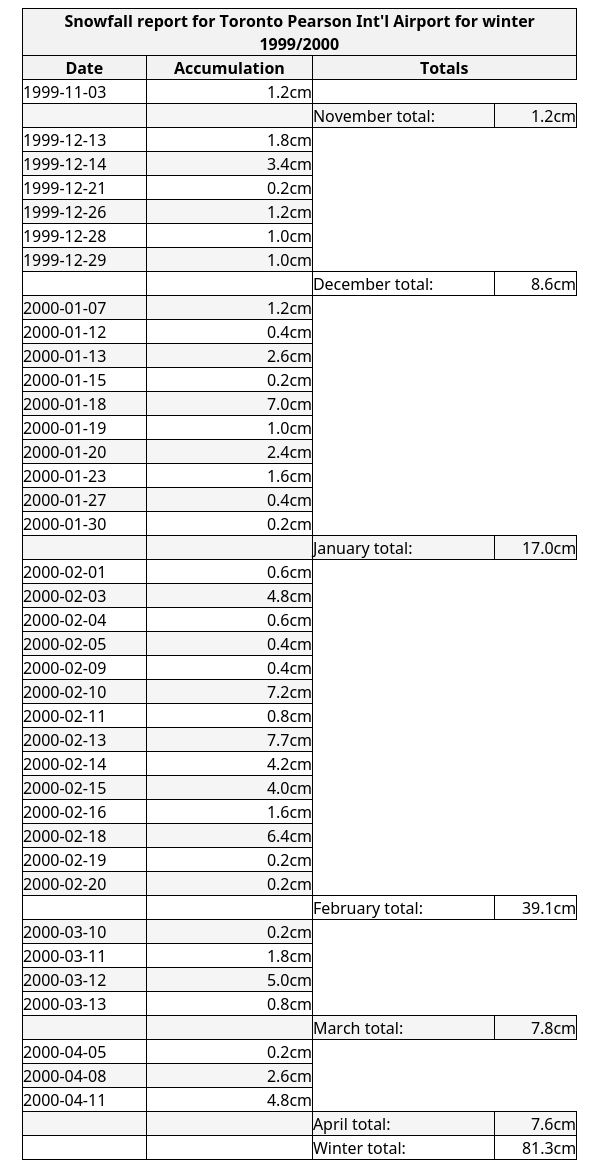 Snowfall report for Toronto Pearson Int'l Airport for winter
1999/2000
Date Accumulation Totals
1999-11-03 1.2cm
November total: 1.2cm
1999-12-13 1.8cm
1999-12-14 3.4cm
1999-12-21 0.2cm
1999-12-26 1.2cm
1999-12-28 1.0cm
1999-12-29 1.0cm
December total: 8.6cm
2000-01-07 1.2cm
2000-01-12 0.4cm
2000-01-13 2.6cm
2000-01-15 0.2cm
2000-01-18 7.0cm
2000-01-19 1.0cm
2000-01-20 2.4cm
2000-01-23 1.6cm
2000-01-27 0.4cm
2000-01-30 0.2cm
January total: 17.0cm
2000-02-01 0.6cm
2000-02-03 4.8cm
2000-02-04 0.6cm
2000-02-05 0.4cm
2000-02-09 0.4cm
2000-02-10 7.2cm
2000-02-11 0.8cm
2000-02-13 7.7cm
2000-02-14 4.2cm
2000-02-15 4.0cm
2000-02-16 1.6cm
2000-02-18 6.4cm
2000-02-19 0.2cm
2000-02-20 0.2cm
February total: 39.1cm
2000-03-10 0.2cm
2000-03-11 1.8cm
2000-03-12 5.0cm
2000-03-13 0.8cm
March total: 7.8cm
2000-04-05 0.2cm
2000-04-08 2.6cm
2000-04-11 4.8cm
April total: 7.6cm
Winter total: 81.3cm